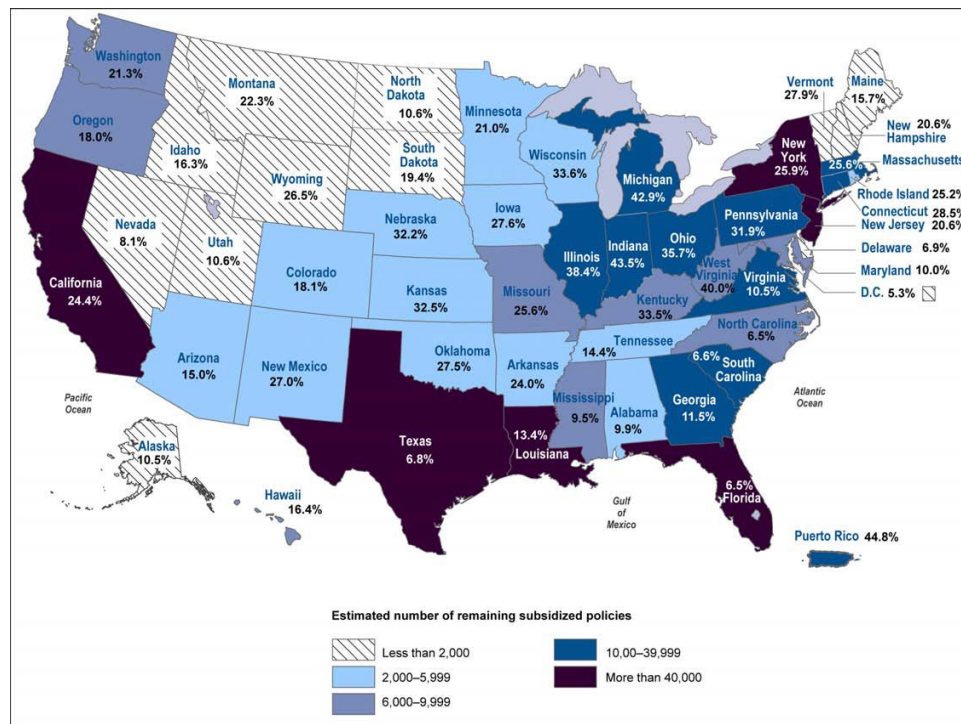 Washington
21.3%
Oregon
18.0%
California
24.4%
Nevada
8.1%
Idaho
16.3%
Montana
22.3%
Wyoming
26.5%
Utah
10.6%
Arizona
15.0%
Colorado
18.1%
New Mexico
27.0%
North
Dakota
10.6%
South
Dakota
19.4%
Nebraska
32.2%
Kansas
32.5%
Oklahoma
27.5%
Texas
6.8%
Minnesota
21.0%
Iowa
27.6%
Missouri
25.6%
Arkansas
24.0%
13.4%
Louisiana
Wisconsin
33.6%
Illinois
38.4%
Michigan
42.9%
Indiana
43.5%
Ohio
35.7%
Kentucky
33.5%
West
Virginia
40.0%
Tennessee
14.4%
Mississippi
9.5%
Alabama
9.9%
Georgia
11.5%
6.5%
Florida
6.6%
South
Carolina
North Carolina
6.5%
Virginia
10.5%
Pennsylvania
31.9%
New
York
25.9%
Vermont
27.9%
Maine
15.7%
New 20.6%
Hampshire
Massachusetts
25.6%
Rhode Island 25.2%
Connecticut 28.5%
New Jersey 20.6%
Delaware 6.9%
Maryland 10.0%
D.C. 5.3%
Pacific
Ocean
Atlantic
Ocean
Gulf
of
Mexico
Alaska
10.5%
Hawaii
16.4%
Puerto Rico 44.8%
Estimated number of remaining subsidized policies
Less than 2,000
2,000–5,999
6,000–9,999
10,00–39,999
More than 40,000